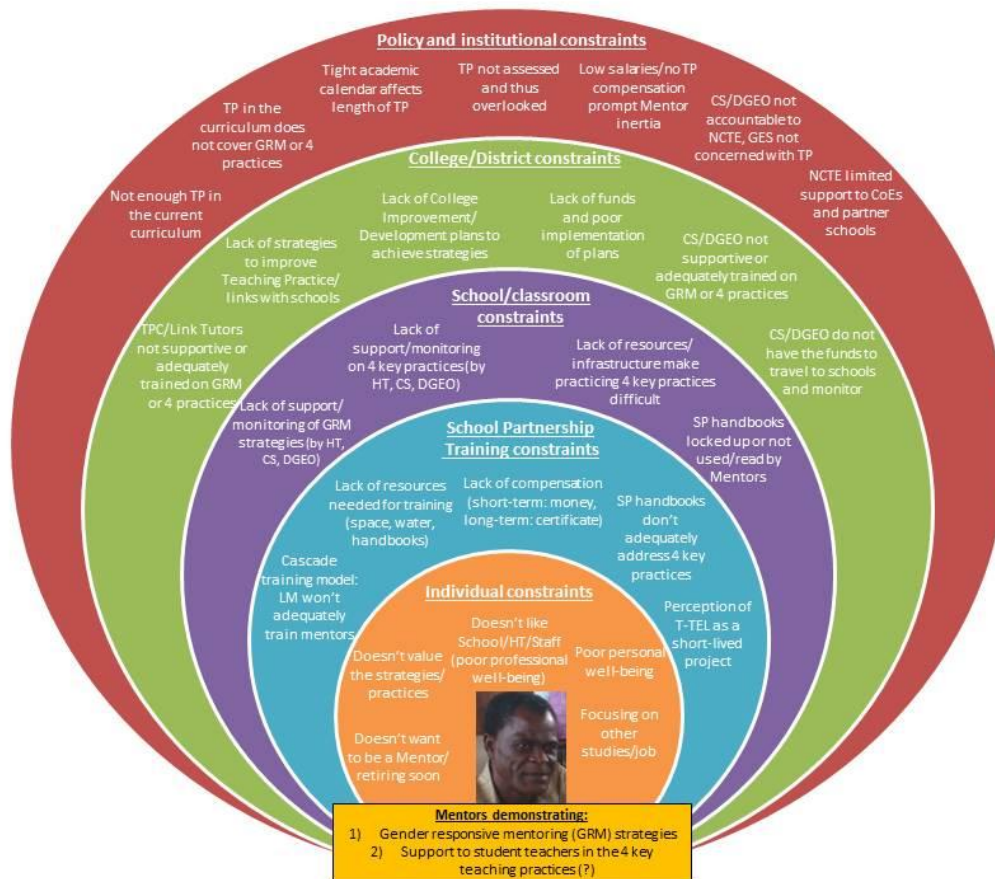 Policy and institutional constraints
Tight academic
calendar affects
length of TP
TP not assessed
and thus
overlooked
Low salaries/no TP
compensation
prompt Mentor
inertia
TP in the
curriculum does
not cover GRM or 4
practices
CS/DGEO not
accountable to
NCTE, GES not
concerned with TP
Not enough TP in
the current
curriculum
NCTE limited
support to CoEs
and partner
schools
College/District constraints
Lack of strategies
to improve
Teaching Practice/
links with schools
Lack of College
Improvement/
Development plans to
achieve strategies
Lack of funds
and poor
implementation
of plans
CS/DGEO not
supportive or
adequately trained on
GRM or 4 practices
TPC/Link Tutors
not supportive or
adequately
trained on GRM
or 4 practices
CS/DGEO do not
have the funds to
travel to schools
and monitor
School/classroom
constraints
Lack of
support/monitoring
on 4 key practices (by
HT, CS, DGEO)
Lack of resources/
infrastructure make
practicing 4 key practices
difficult
Lack of support/
monitoring of GRM
strategies (by HT,
CS, DGEO)
SP handbooks
locked up or not
used/read by
Mentors
School Partnership
Training constraints
Lack of resources
needed for training
(space, water,
handbooks)
Lack of compensation
(short-term: money,
long-term: certificate)
SP handbooks
don't
adequately
address 4 key
practices
Cascade
training model:
LM won't
adequately
train mentors
Perception of
T-TEL as a
short-lived
project
Individual constraints
Doesn't value
the strategies/
practices
Doesn't like
School/HT/Staff
(poor professional
well-being)
Poor personal
well-being
Doesn't want
to be a Mentor/
retiring soon
Focusing on
other
studies/job
Mentors demonstrating:
1) Gender responsive mentoring (GRM) strategies
2) Support to student teachers in the 4 key
teaching practices (?)